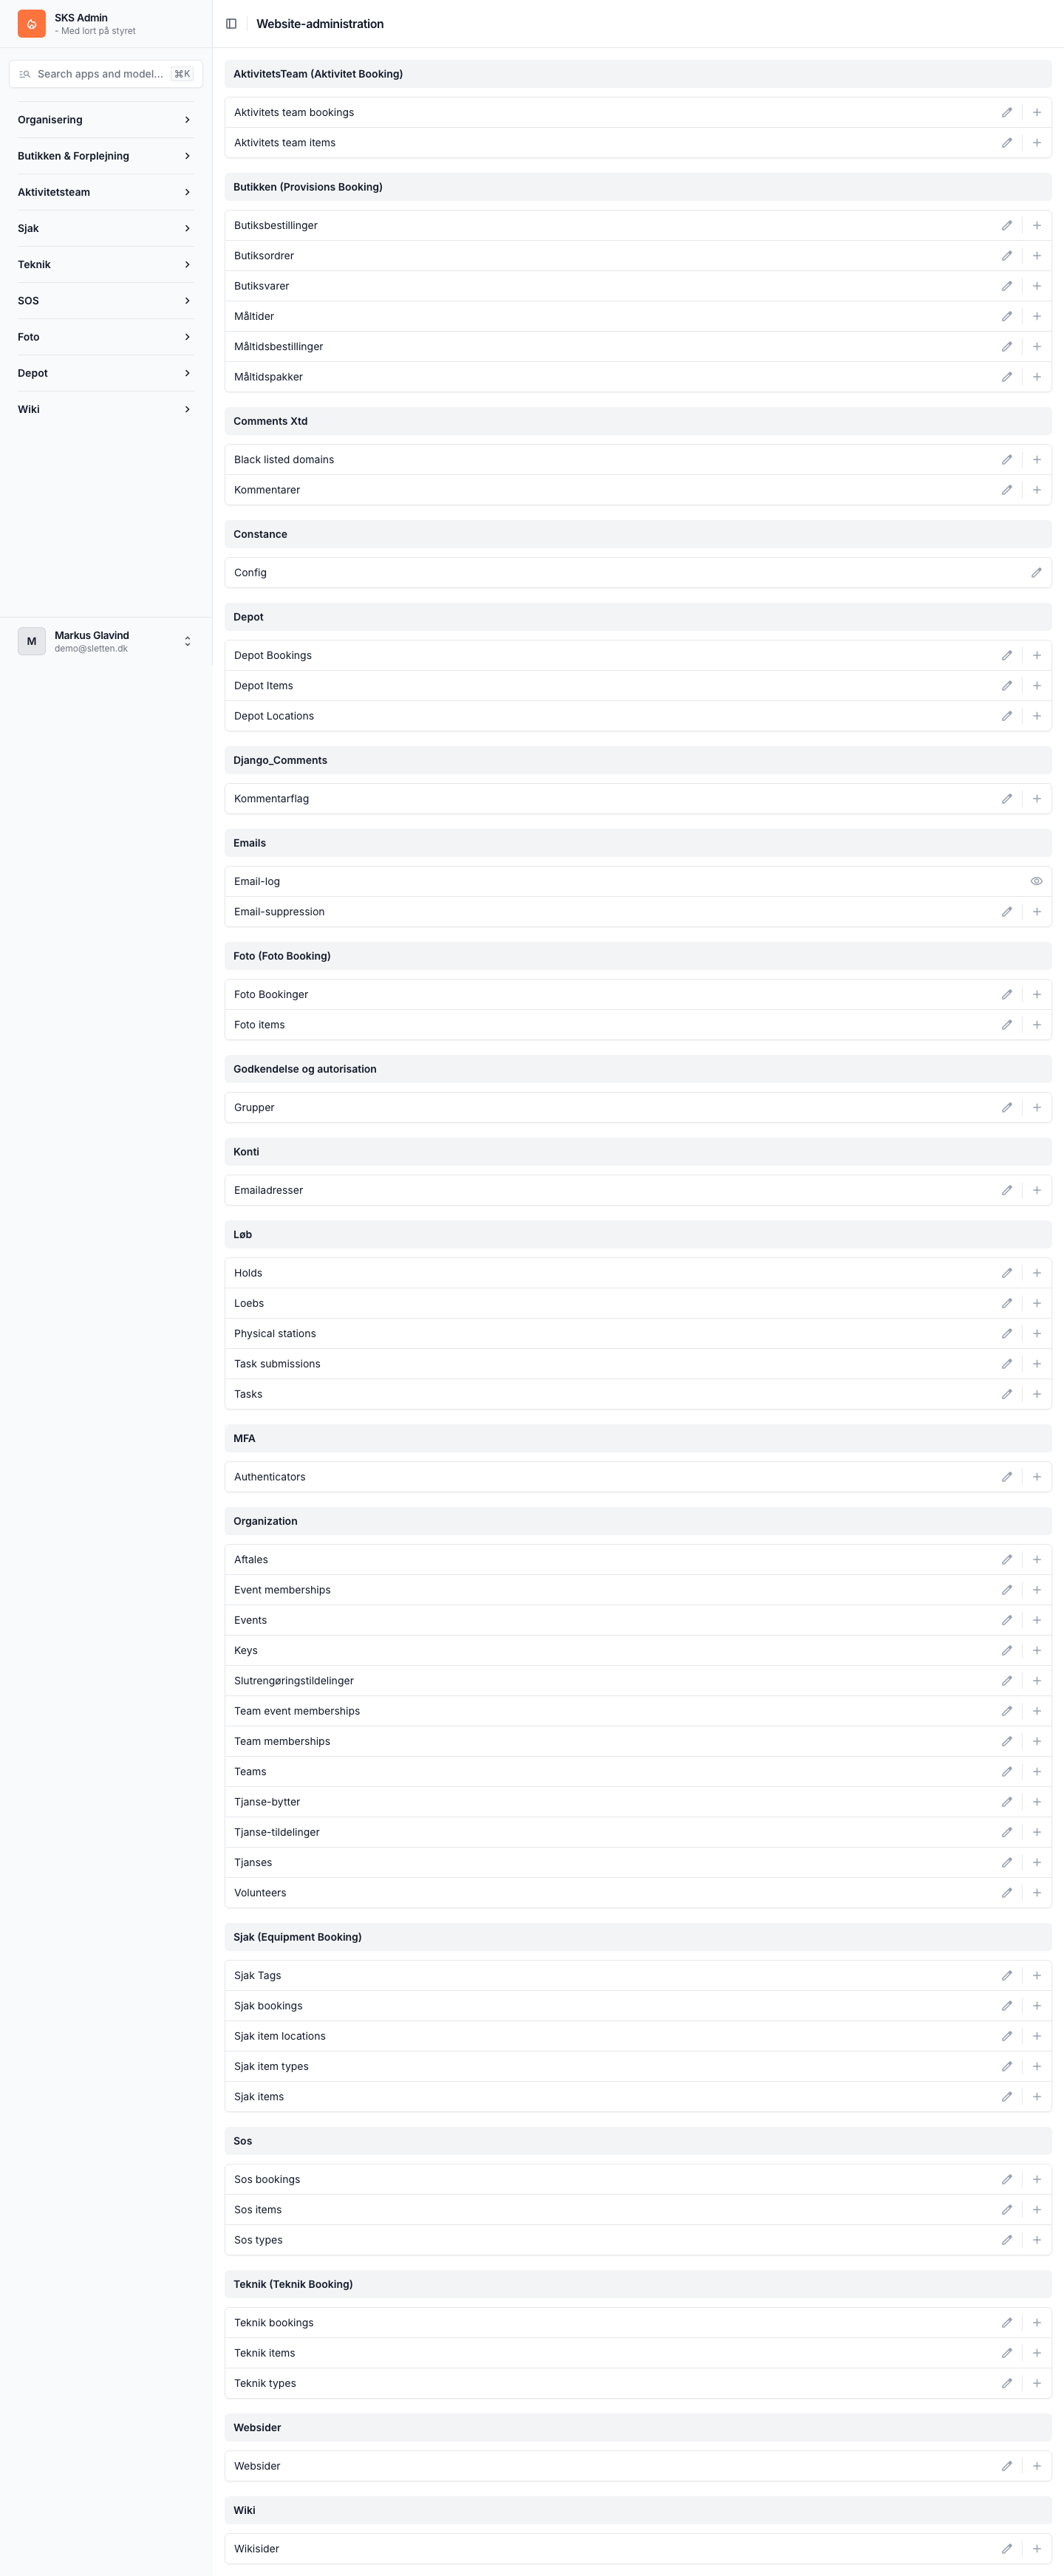 SKS Admin
- Med lort på styret
Search apps and model... ⌘K
Organisering
Butikken & Forplejning
Aktivitetsteam
Sjak
Teknik
SOS
Foto
Depot
Wiki
M
Markus Glavind
demo@sletten.dk
Website-administration
AktivitetsTeam (Aktivitet Booking)
Aktivitets team bookings
Aktivitets team items
Butikken (Provisions Booking)
Butiksbestillinger
Butiksordrer
Butiksvarer
Måltider
Måltidsbestillinger
Måltidspakker
Comments Xtd
Black listed domains
Kommentarer
Constance
Config
Depot
Depot Bookings
Depot Items
Depot Locations
Django_Comments
Kommentarflag
Emails
Email-log
Email-suppression
Foto (Foto Booking)
Foto Bookinger
Foto items
Godkendelse og autorisation
Grupper
Konti
Emailadresser
Løb
Holds
Loebs
Physical stations
Task submissions
Tasks
MFA
Authenticators
Organization
Aftales
Event memberships
Events
Keys
Slutrengøringstildelinger
Team event memberships
Team memberships
Teams
Tjanse-bytter
Tjanse-tildelinger
Tjanses
Volunteers
Sjak (Equipment Booking)
Sjak Tags
Sjak bookings
Sjak item locations
Sjak item types
Sjak items
Sos
Sos bookings
Sos items
Sos types
Teknik (Teknik Booking)
Teknik bookings
Teknik items
Teknik types
Websider
Websider
Wiki
Wikisider